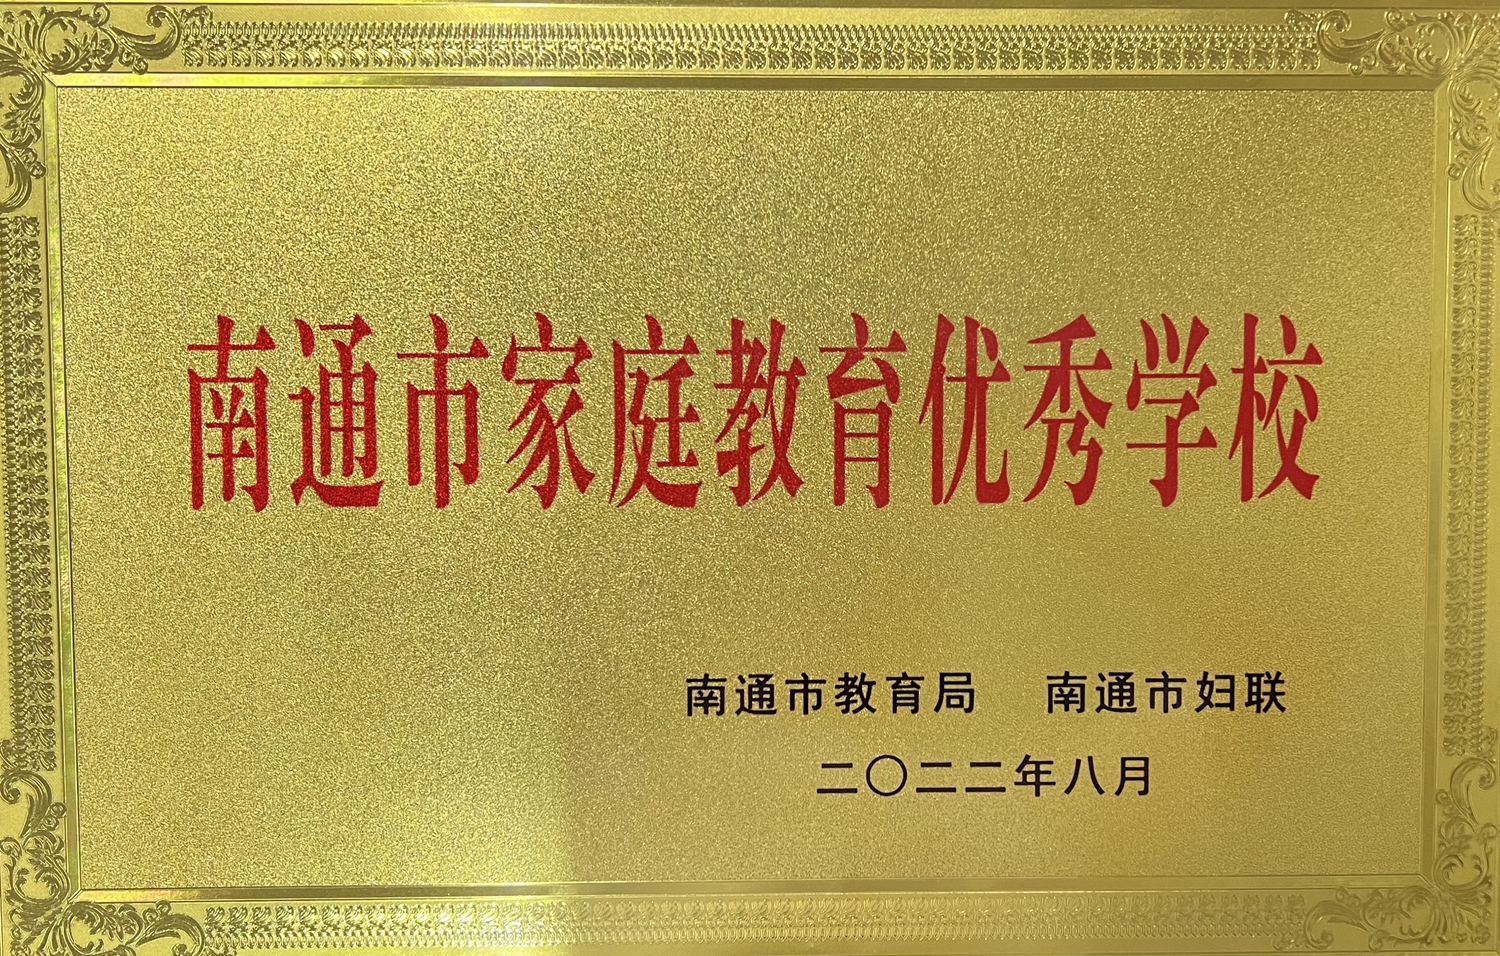 南通市家庭教育优秀学校
南通市教育局 南通市妇联
二〇二二年八月